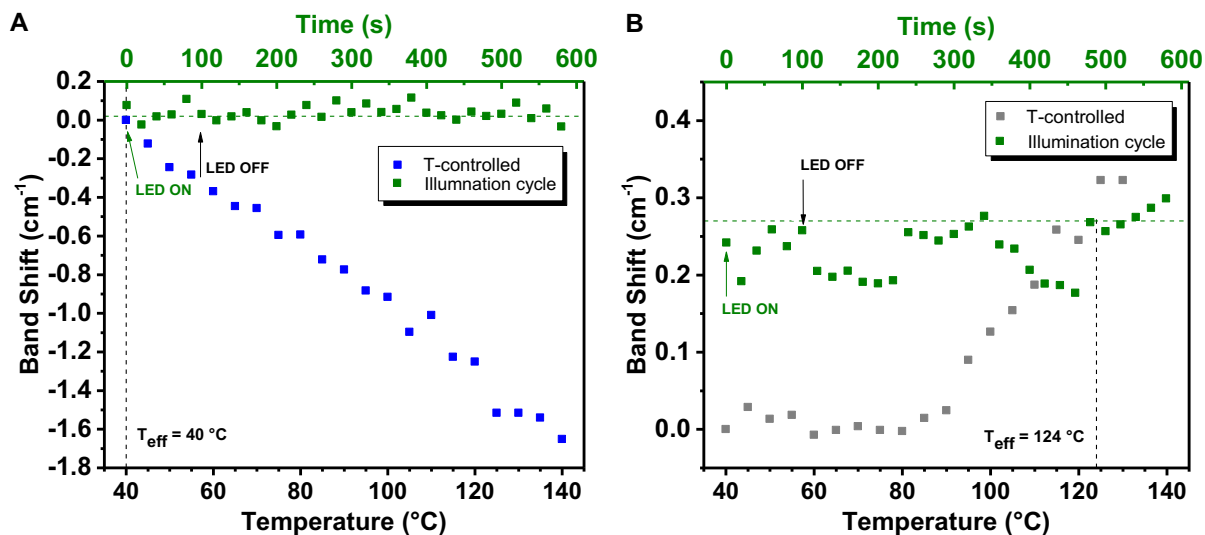 A
Time (s)
0 100 200 300 400 500 600
0.2
0.0
-0.2
-0.4
-0.6
-0.8
-1.0
-1.2
-1.4
-1.6
-1.8
Band Shift (cm⁻¹)
LED ON
LED OFF
T-controlled
Illumnation cycle
T_eff = 40 °C
40 60 80 100 120 140
Temperature (°C)
B
Time (s)
0 100 200 300 400 500 600
0.4
0.3
0.2
0.1
0.0
Band Shift (cm⁻¹)
T-controlled
Illumination cycle
LED OFF
LED ON
T_eff = 124 °C
40 60 80 100 120 140
Temperature (°C)